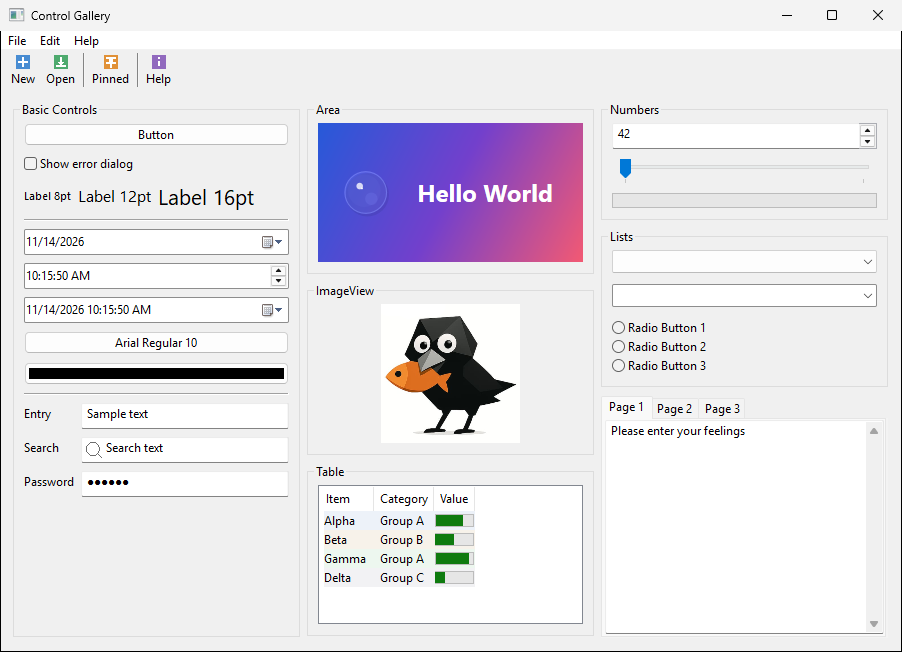 Control Gallery
File Edit Help
New Open Pinned Help
Basic Controls
Button
Show error dialog
Label 8pt Label 12pt Label 16pt
11/14/2026
10:15:50 AM
11/14/2026 10:15:50 AM
Arial Regular 10
Entry Sample text
Search Search text
Password ••••••
Area
Hello World
ImageView
Table
Item Category Value
Alpha Group A
Beta Group B
Gamma Group A
Delta Group C
Numbers
42
Lists
Radio Button 1
Radio Button 2
Radio Button 3
Page 1 Page 2 Page 3
Please enter your feelings